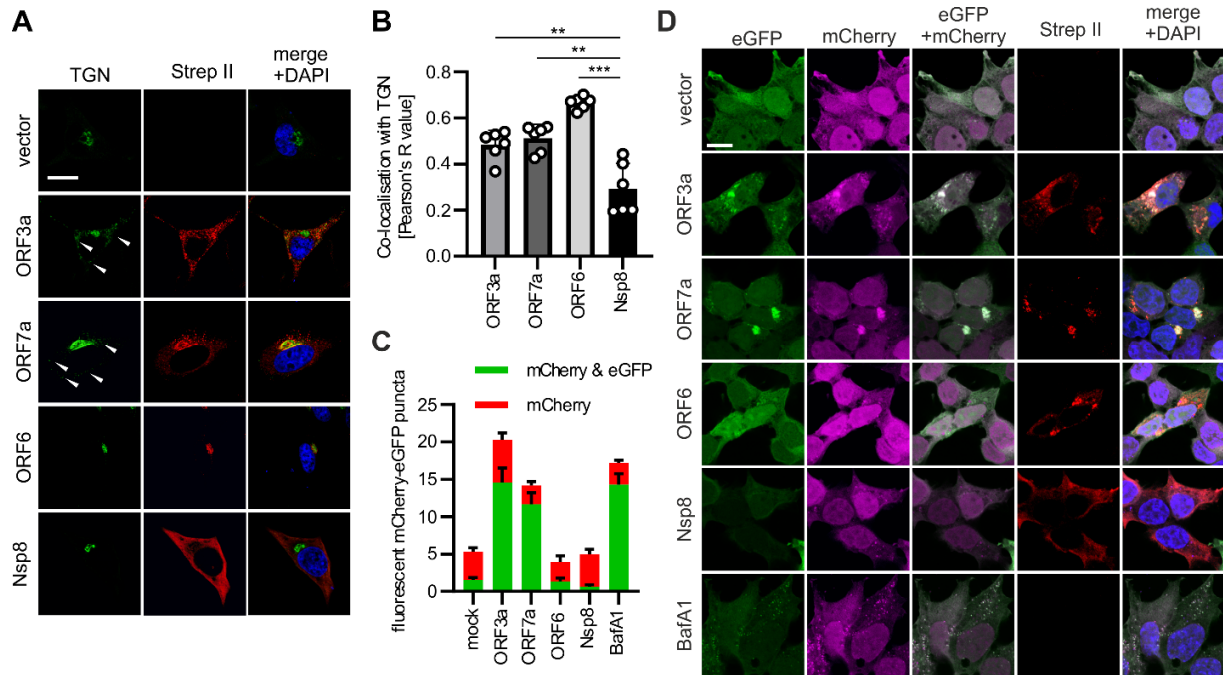 A
TGN
Strep II
merge
+DAPI
vector
ORF3a
ORF7a
ORF6
Nsp8
B
**
**
***
Co-localisation with TGN
[Pearson's R value]
0.8
0.6
0.4
0.2
0.0
ORF3a
ORF7a
ORF6
Nsp8
C
mCherry & eGFP
mCherry
fluorescent mCherry-eGFP puncta
25
20
15
10
5
0
mock
ORF3a
ORF7a
ORF6
Nsp8
BafA1
D
eGFP
mCherry
eGFP
+mCherry
Strep II
merge
+DAPI
vector
ORF3a
ORF7a
ORF6
Nsp8
BafA1